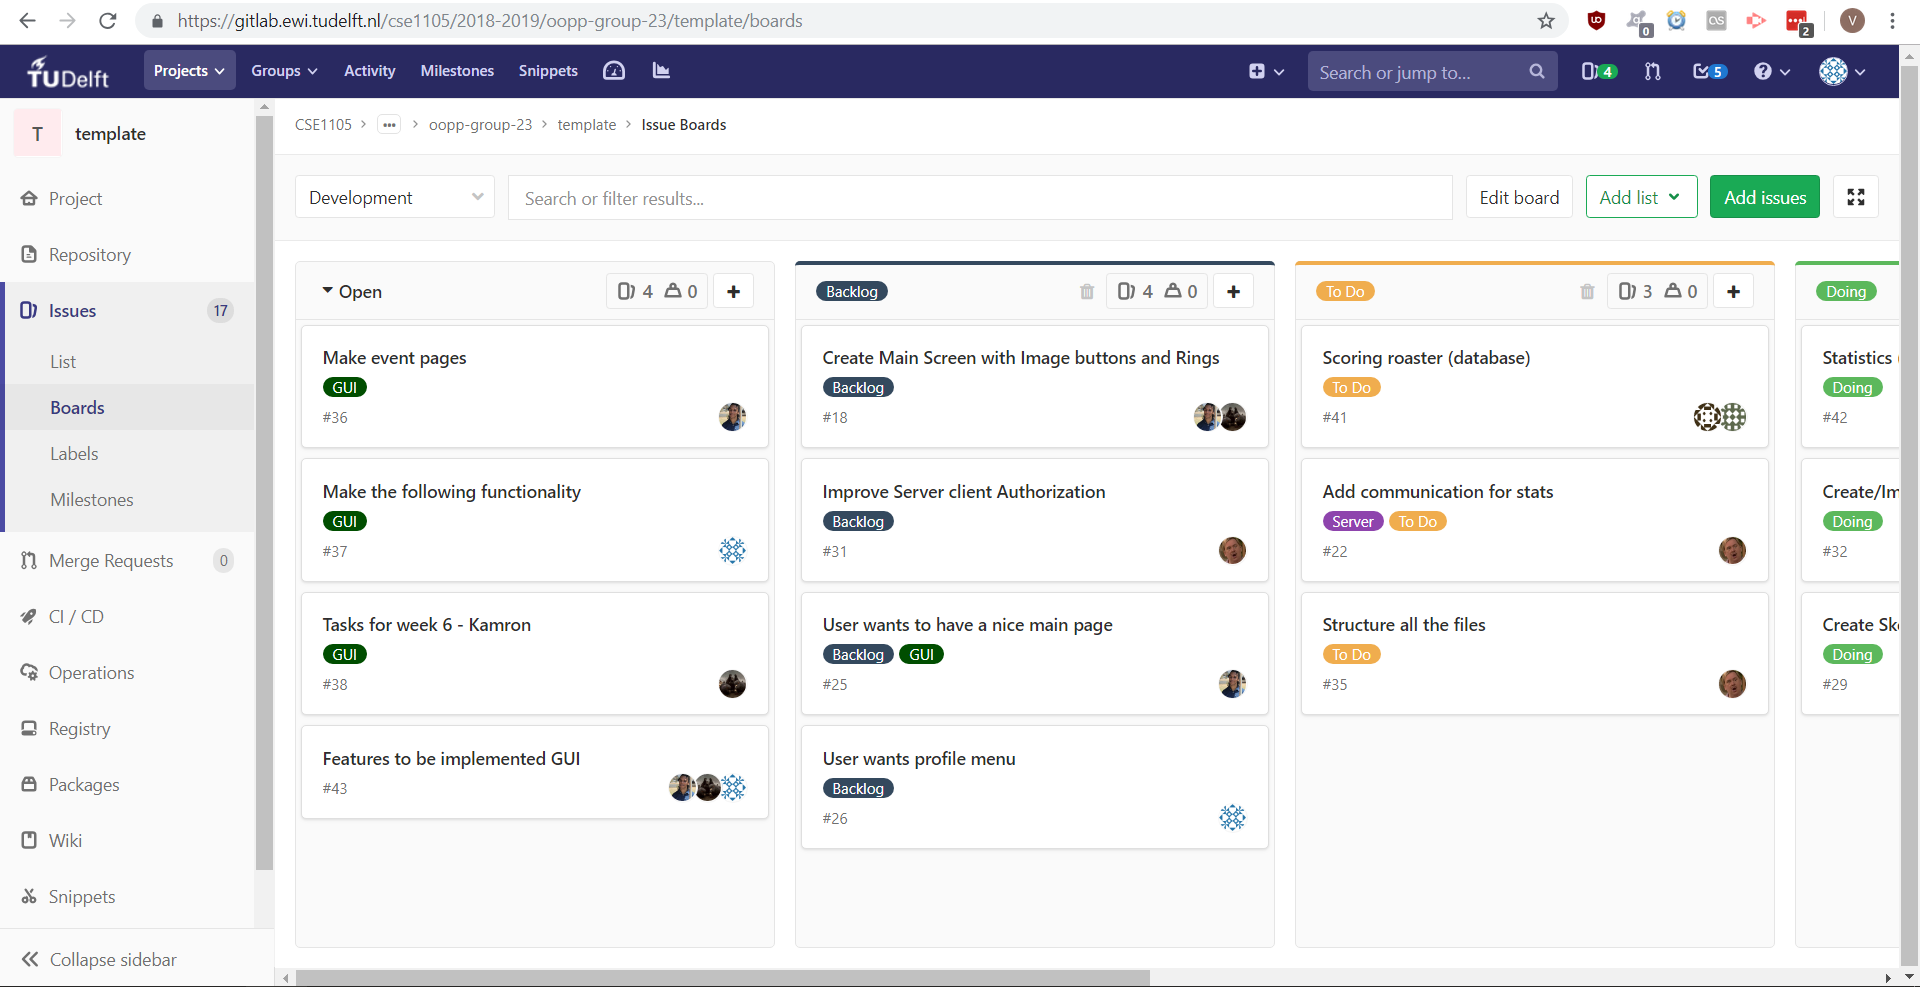 https://gitlab.ewi.tudelft.nl/cse1105/2018-2019/oopp-group-23/template/boards
0
2
V
TUDelft
Projects
Groups
Activity
Milestones
Snippets
Search or jump to...
4
5
T
template
Project
Repository
Issues 17
List
Boards
Labels
Milestones
Merge Requests 0
CI / CD
Operations
Registry
Packages
Wiki
Snippets
Collapse sidebar
CSE1105 > ... > oopp-group-23 > template > Issue Boards
Development
Search or filter results...
Edit board
Add list
Add issues
Open 4 0
Make event pages
GUI
#36
Make the following functionality
GUI
#37
Tasks for week 6 - Kamron
GUI
#38
Features to be implemented GUI
#43
Backlog 4 0
Create Main Screen with Image buttons and Rings
Backlog
#18
Improve Server client Authorization
Backlog
#31
User wants to have a nice main page
Backlog GUI
#25
User wants profile menu
Backlog
#26
To Do 3 0
Scoring roaster (database)
To Do
#41
Add communication for stats
Server To Do
#22
Structure all the files
To Do
#35
Doing
Statistics
Doing
#42
Create/Im
Doing
#32
Create Sk
Doing
#29